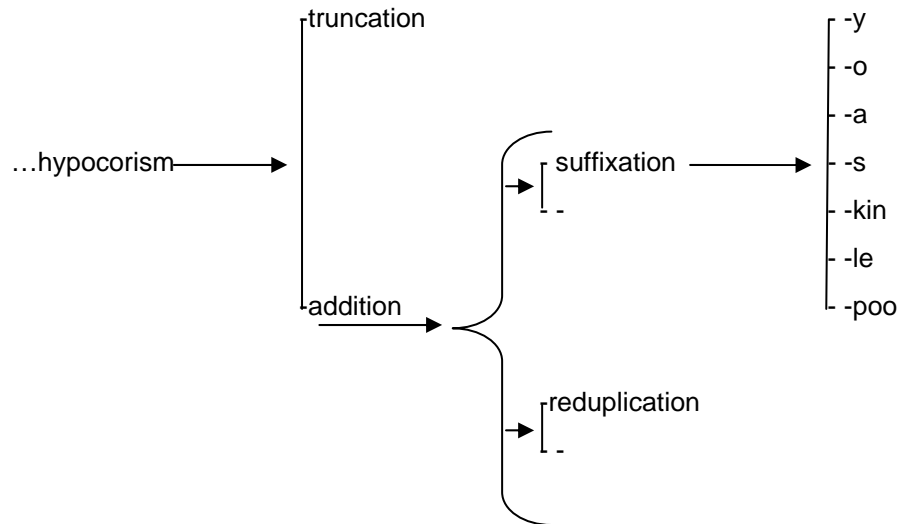 truncation
-y
-o
-a
…hypocorism
suffixation
-s
-
-kin
-le
addition
-poo
reduplication
-